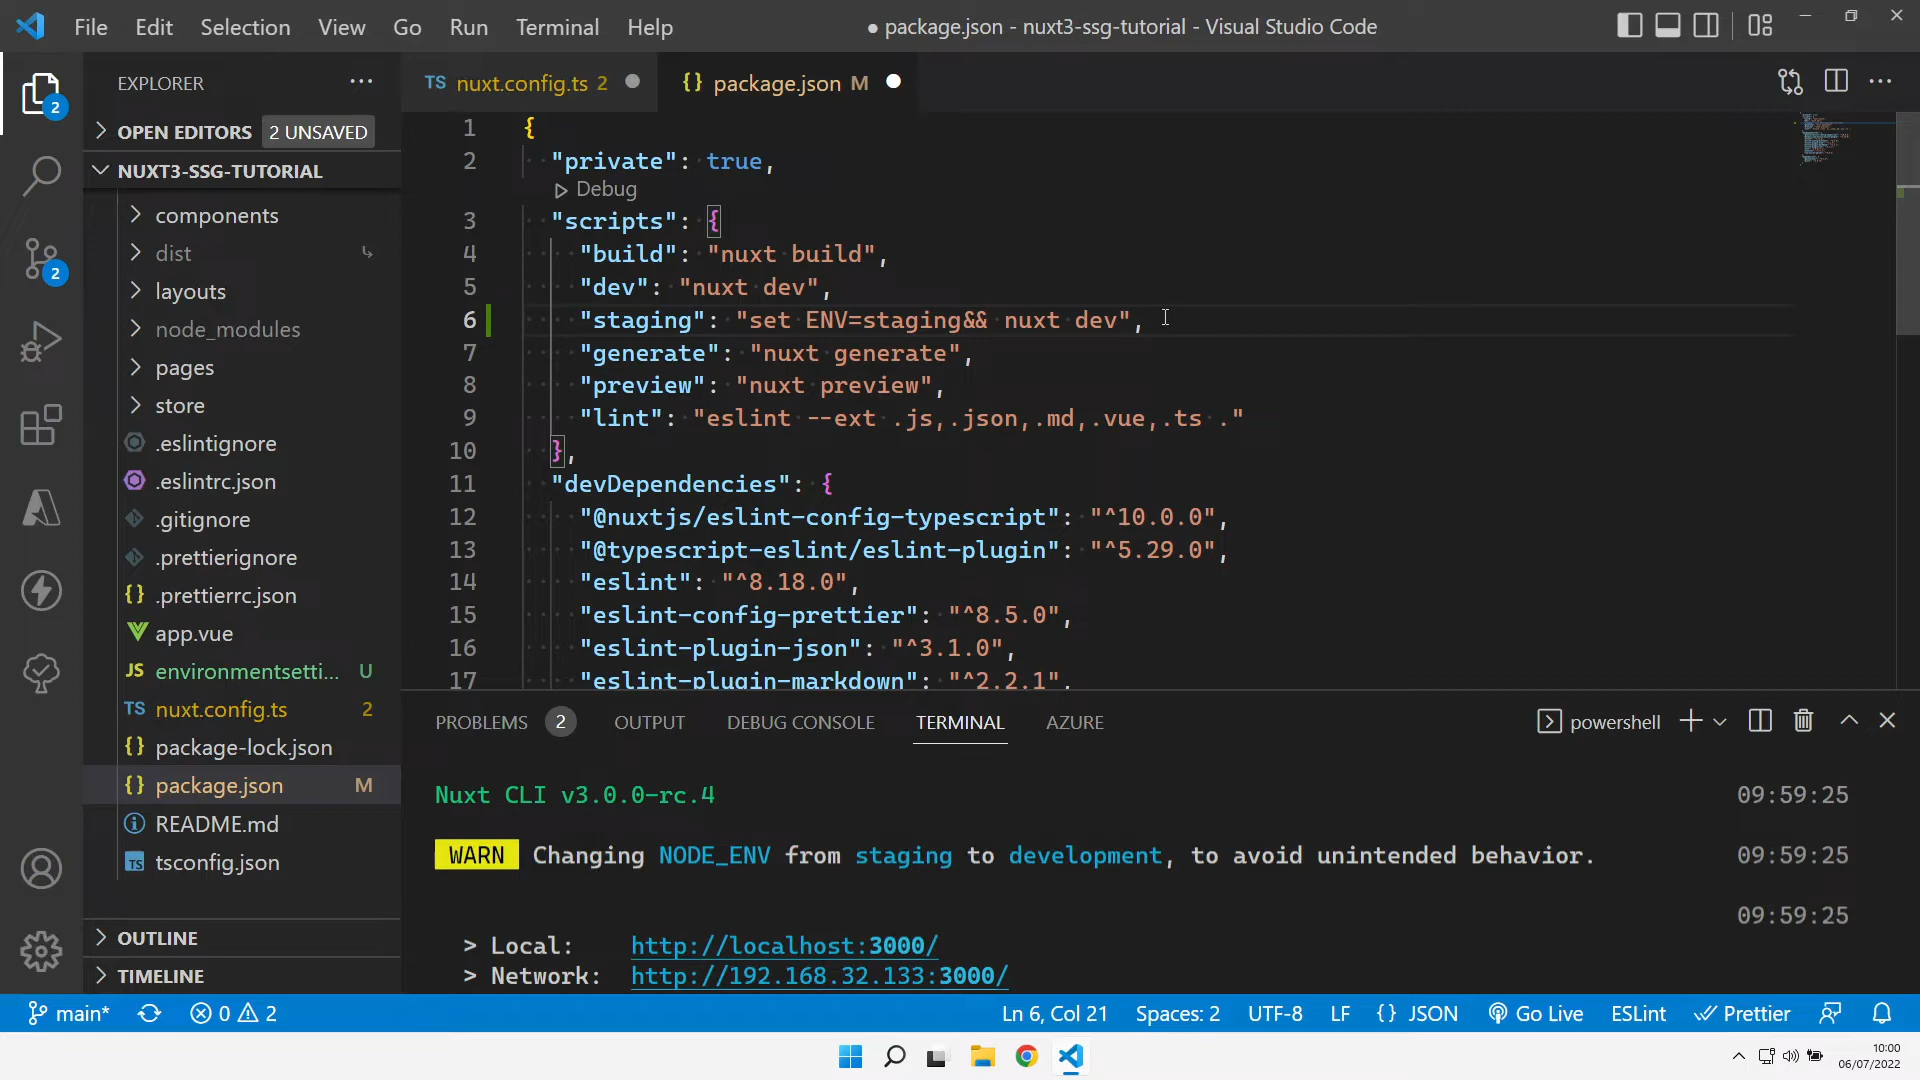 File Edit Selection View Go Run Terminal Help
● package.json - nuxt3-ssg-tutorial - Visual Studio Code
EXPLORER
OPEN EDITORS 2 UNSAVED
NUXT3-SSG-TUTORIAL
components
dist
layouts
node_modules
pages
store
.eslintignore
.eslintrc.json
.gitignore
.prettierignore
{} .prettierrc.json
app.vue
JS environmentsetti... U
TS nuxt.config.ts 2
{} package-lock.json
{} package.json M
README.md
TS tsconfig.json
OUTLINE
TIMELINE
2
2
TS nuxt.config.ts 2
{} package.json M
1 {
2 "private": true,
Debug
3 "scripts": {
4 "build": "nuxt build",
5 "dev": "nuxt dev",
6 "staging": "set ENV=staging&& nuxt dev",
7 "generate": "nuxt generate",
8 "preview": "nuxt preview",
9 "lint": "eslint --ext .js,.json,.md,.vue,.ts ."
10 },
11 "devDependencies": {
12 "@nuxtjs/eslint-config-typescript": "^10.0.0",
13 "@typescript-eslint/eslint-plugin": "^5.29.0",
14 "eslint": "^8.18.0",
15 "eslint-config-prettier": "^8.5.0",
16 "eslint-plugin-json": "^3.1.0",
17 "eslint-plugin-markdown": "^2.2.1",
PROBLEMS 2 OUTPUT DEBUG CONSOLE TERMINAL AZURE
powershell
Nuxt CLI v3.0.0-rc.4 09:59:25
WARN Changing NODE_ENV from staging to development, to avoid unintended behavior. 09:59:25
09:59:25
> Local: http://localhost:3000/
> Network: http://192.168.32.133:3000/
main* 0 2
Ln 6, Col 21 Spaces: 2 UTF-8 LF {} JSON Go Live ESLint Prettier
10:00
06/07/2022